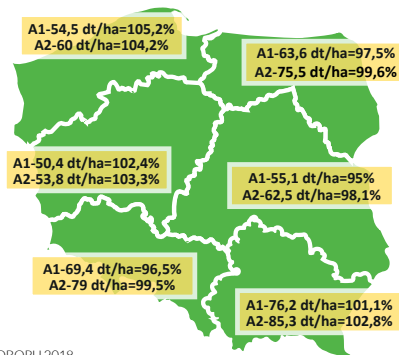 A1-54,5 dt/ha=105,2%
A2-60 dt/ha=104,2%
A1-63,6 dt/ha=97,5%
A2-75,5 dt/ha=99,6%
A1-50,4 dt/ha=102,4%
A2-53,8 dt/ha=103,3%
A1-55,1 dt/ha=95%
A2-62,5 dt/ha=98,1%
A1-69,4 dt/ha=96,5%
A2-79 dt/ha=99,5%
A1-76,2 dt/ha=101,1%
A2-85,3 dt/ha=102,8%
2018